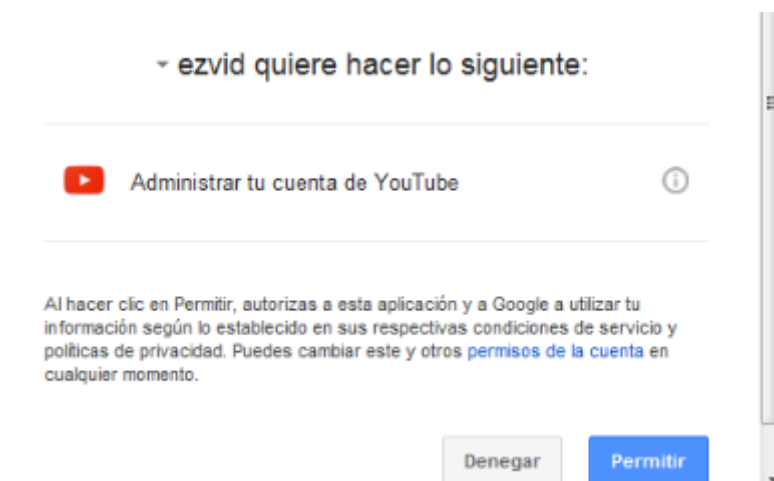 ezvid quiere hacer lo siguiente:
Administrar tu cuenta de YouTube
Al hacer clic en Permitir, autorizas a esta aplicación y a Google a utilizar tu
información según lo establecido en sus respectivas condiciones de servicio y
políticas de privacidad. Puedes cambiar este y otros permisos de la cuenta en
cualquier momento.
Denegar
Permitir